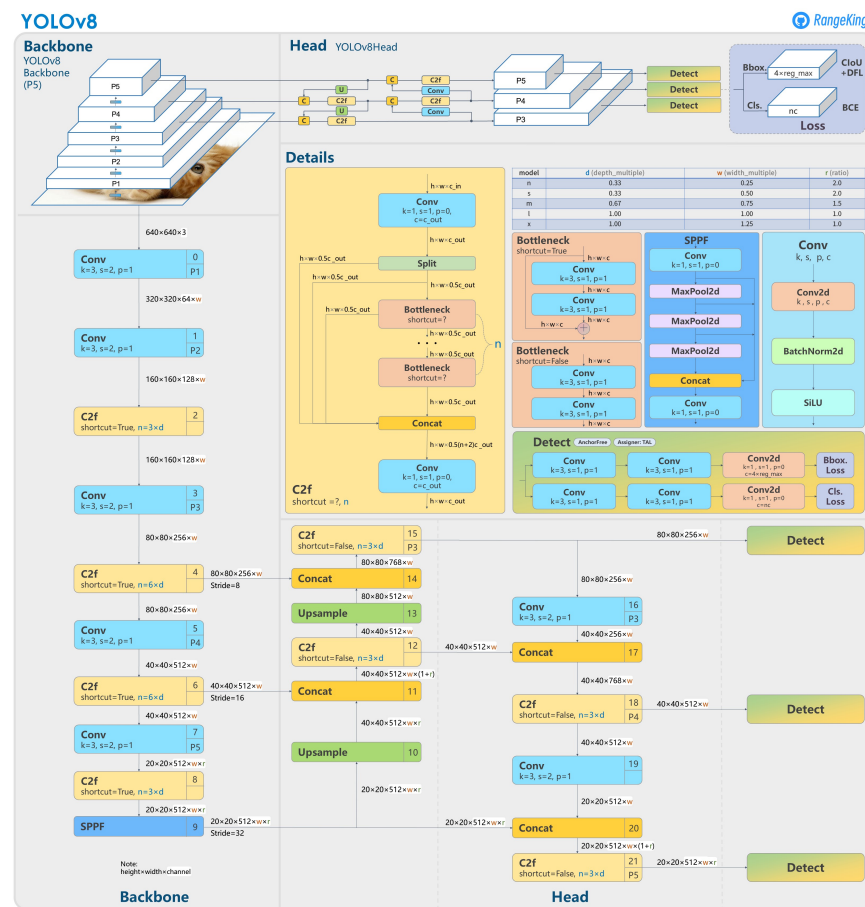 YOLOv8
RangeKing
Backbone
YOLOv8
Backbone
(P5)
P5
P4
P3
P2
P1
Head YOLOv8Head
U
C
C2f
U
C
C2f
C
C2f
Conv
C
C2f
Conv
P5
P4
P3
Detect
Detect
Detect
Bbox.
4×reg_max
CIoU
+DFL
Cls.
nc
BCE
Loss
640×640×3
Conv
k=3, s=2, p=1
0
P1
320×320×64×w
Conv
k=3, s=2, p=1
1
P2
160×160×128×w
C2f
shortcut=True, n=3×d
2
160×160×128×w
Conv
k=3, s=2, p=1
3
P3
80×80×256×w
C2f
shortcut=True, n=6×d
4
80×80×256×w
Stride=8
80×80×256×w
Conv
k=3, s=2, p=1
5
P4
40×40×512×w
C2f
shortcut=True, n=6×d
6
40×40×512×w
Stride=16
40×40×512×w
Conv
k=3, s=2, p=1
7
P5
20×20×512×w×r
C2f
shortcut=True, n=3×d
8
20×20×512×w×r
SPPF
9
20×20×512×w×r
Stride=32
Note:
height×width×channel
Backbone
Details
h×w×c_in
Conv
k=1, s=1, p=0,
c=c_out
h×w×c_out
Split
h×w×0.5c_out
h×w×0.5c_out
h×w×0.5c_out
h×w×0.5c_out
Bottleneck
shortcut=?
h×w×0.5c_out
• • •
h×w×0.5c_out
n
Bottleneck
shortcut=?
h×w×0.5c_out
Concat
h×w×0.5(n+2)c_out
Conv
k=1, s=1, p=0,
c=c_out
h×w×c_out
C2f
shortcut =?, n
model d (depth_multiple) w (width_multiple) r (ratio)
n 0.33 0.25 2.0
s 0.33 0.50 2.0
m 0.67 0.75 1.5
l 1.00 1.00 1.0
x 1.00 1.25 1.0
Bottleneck
shortcut=True
h×w×c
Conv
k=3, s=1, p=1
h×w×c
Conv
k=3, s=1, p=1
h×w×c
h×w×c
+
Bottleneck
shortcut=False
h×w×c
Conv
k=3, s=1, p=1
h×w×c
Conv
k=3, s=1, p=1
h×w×c
SPPF
Conv
k=1, s=1, p=0
MaxPool2d
MaxPool2d
MaxPool2d
Concat
Conv
k=1, s=1, p=0
Conv
k, s, p, c
Conv2d
k, s, p, c
BatchNorm2d
SiLU
Detect AnchorFree Assigner: TAL
Conv
k=3, s=1, p=1
Conv
k=3, s=1, p=1
Conv2d
k=1, s=1, p=0
c=4×reg_max
Bbox.
Loss
Conv
k=3, s=1, p=1
Conv
k=3, s=1, p=1
Conv2d
k=1, s=1, p=0
c=nc
Cls.
Loss
C2f
shortcut=False, n=3×d
15
P3
80×80×256×w
Detect
80×80×768×w
Concat
14
80×80×512×w
Upsample
13
40×40×512×w
C2f
shortcut=False, n=3×d
12
40×40×512×w
40×40×512×w×(1+r)
Concat
11
40×40×512×w×r
Upsample
10
20×20×512×w×r
80×80×256×w
Conv
k=3, s=2, p=1
16
P3
40×40×256×w
Concat
17
40×40×768×w
C2f
shortcut=False, n=3×d
18
P4
40×40×512×w
Detect
40×40×512×w
Conv
k=3, s=2, p=1
19
20×20×512×w
20×20×512×w×r
Concat
20
20×20×512×w×(1+r)
C2f
shortcut=False, n=3×d
21
P5
20×20×512×w×r
Detect
Head